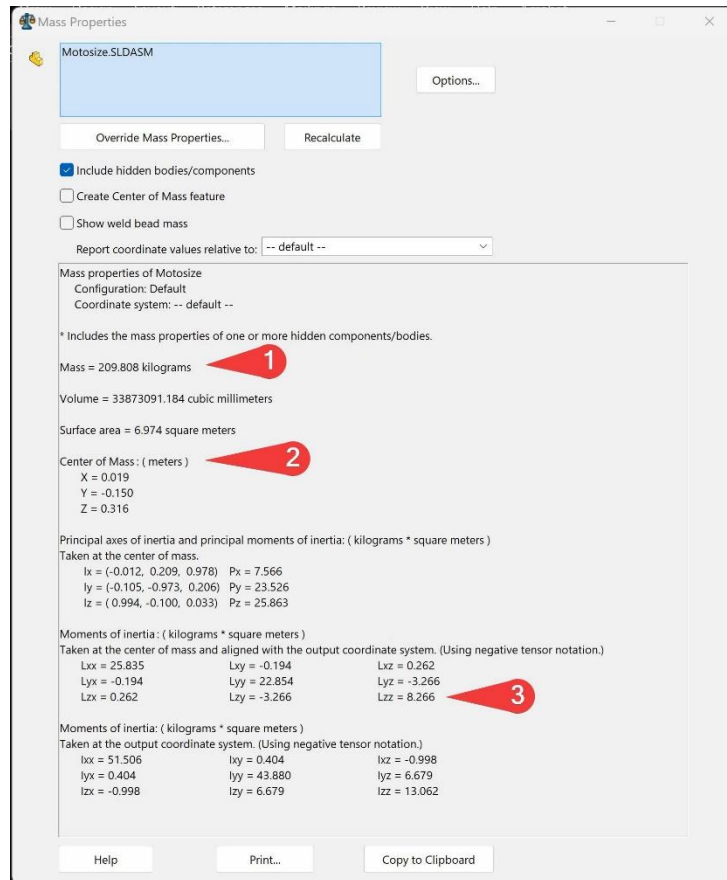 Mass Properties
Motosize.SLDASM
Options...
Override Mass Properties...
Recalculate
Include hidden bodies/components
Create Center of Mass feature
Show weld bead mass
Report coordinate values relative to: -- default --
Mass properties of Motosize
Configuration: Default
Coordinate system: -- default --
* Includes the mass properties of one or more hidden components/bodies.
Mass = 209.808 kilograms 1
Volume = 33873091.184 cubic millimeters
Surface area = 6.974 square meters
Center of Mass: ( meters ) 2
X = 0.019
Y = -0.150
Z = 0.316
Principal axes of inertia and principal moments of inertia: ( kilograms * square meters )
Taken at the center of mass.
Ix = (-0.012, 0.209, 0.978) Px = 7.566
Iy = (-0.105, -0.973, 0.206) Py = 23.526
Iz = ( 0.994, -0.100, 0.033) Pz = 25.863
Moments of inertia: ( kilograms * square meters )
Taken at the center of mass and aligned with the output coordinate system. (Using negative tensor notation.)
Lxx = 25.835 Lxy = -0.194 Lxz = 0.262
Lyx = -0.194 Lyy = 22.854 Lyz = -3.266
Lzx = 0.262 Lzy = -3.266 Lzz = 8.266 3
Moments of inertia: ( kilograms * square meters )
Taken at the output coordinate system. (Using negative tensor notation.)
Ixx = 51.506 Ixy = 0.404 Ixz = -0.998
Iyx = 0.404 Iyy = 43.880 Iyz = 6.679
Izx = -0.998 Izy = 6.679 Izz = 13.062
Help
Print...
Copy to Clipboard